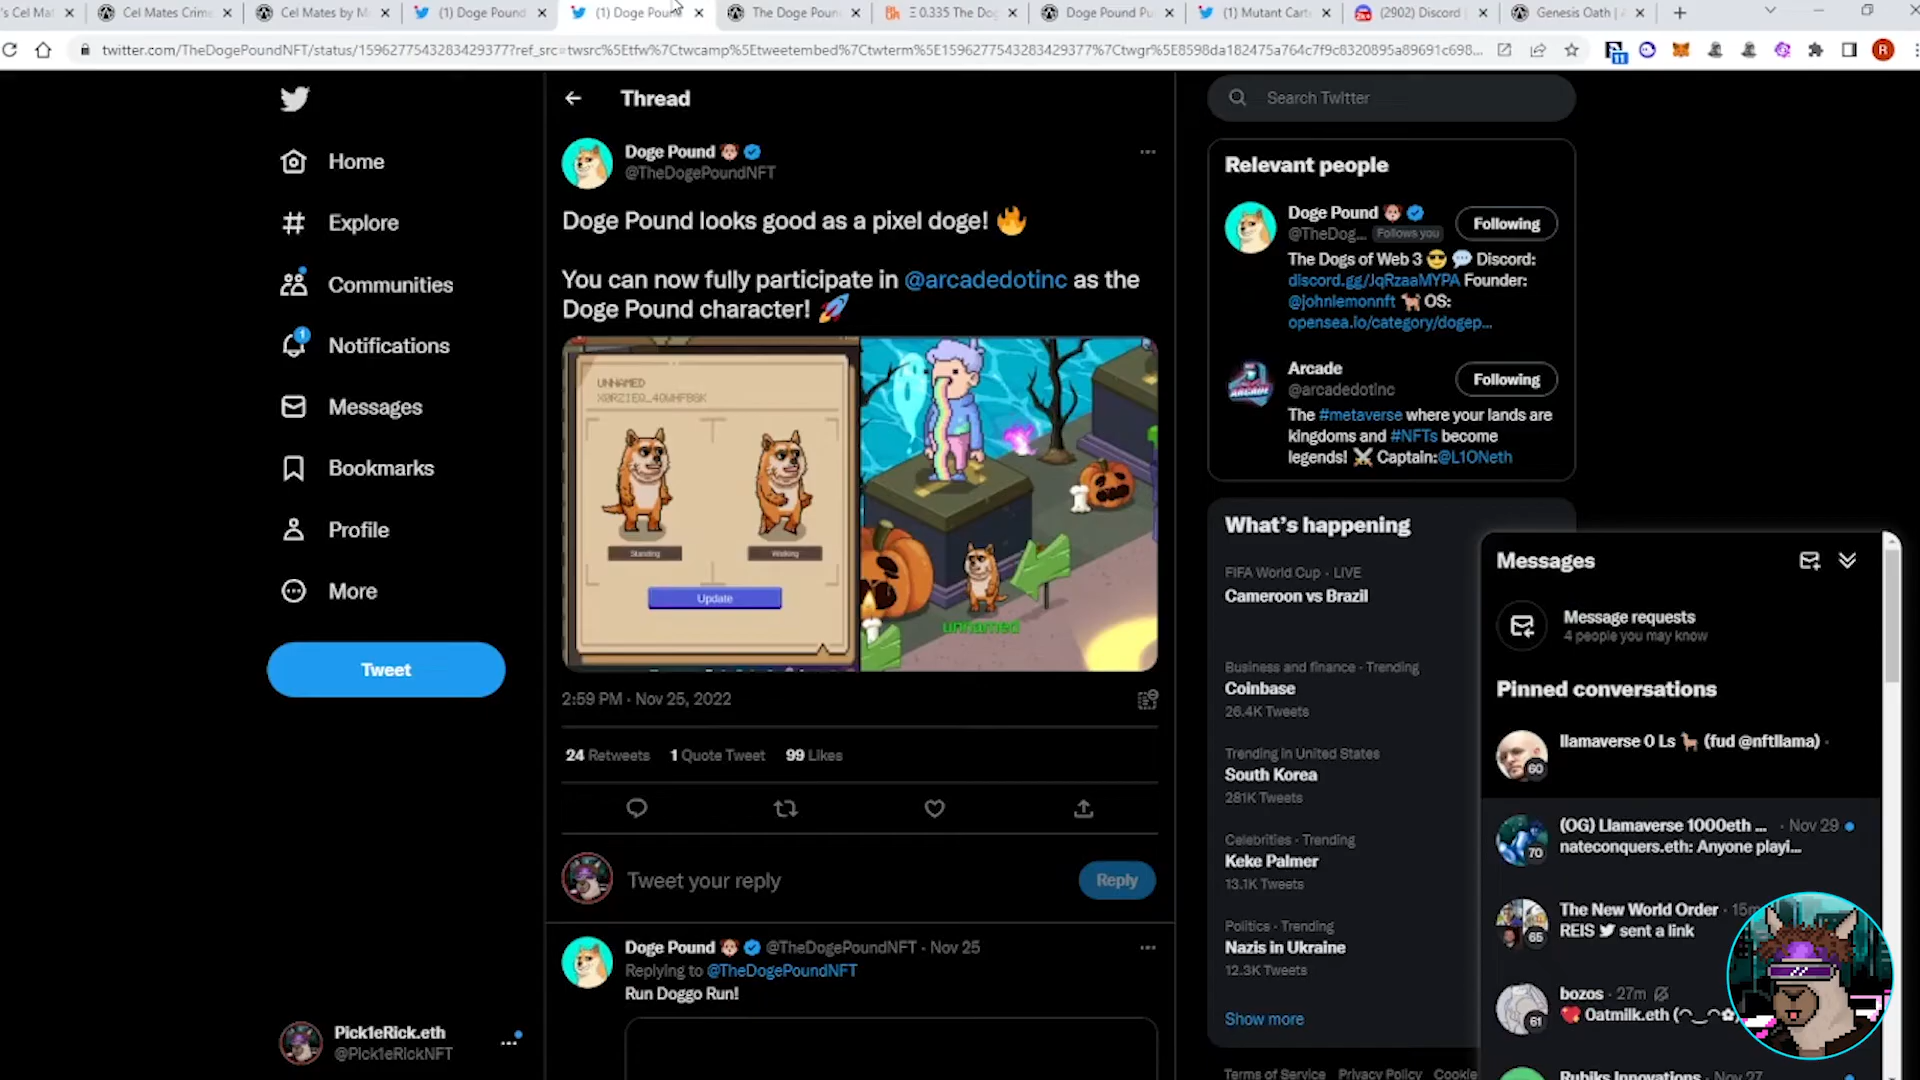 's Cel Mat
Cel Mates Crime
Cel Mates by M
(1) Doge Pound
(1) Doge Pound
The Doge Poun
Ξ 0.335 The Dog
Doge Pound Pu
(1) Mutant Carte
(2902) Discord |
Genesis Oath | A
twitter.com/TheDogePoundNFT/status/1596277543283429377?ref_src=twsrc%5Etfw%7Ctwcamp%5Etweetembed%7Ctwterm%5E1596277543283429377%7Ctwgr%5E8598da182475a764c7f9c8320895a89691c698...
11
R
Home
Explore
Communities
1
Notifications
Messages
Bookmarks
Profile
More
Tweet
Pick1eRick.eth
@Pick1eRickNFT
Thread
Doge Pound
@TheDogePoundNFT
Doge Pound looks good as a pixel doge! 🔥
You can now fully participate in @arcadedotinc as the
Doge Pound character! 🚀
UNNAMED
Standing
Walking
Update
unnamed
2:59 PM · Nov 25, 2022
24 Retweets 1 Quote Tweet 99 Likes
Tweet your reply
Reply
Doge Pound @TheDogePoundNFT · Nov 25
Replying to @TheDogePoundNFT
Run Doggo Run!
Search Twitter
Relevant people
Doge Pound
@TheDog... Follows you
Following
The Dogs of Web 3 😎 💬 Discord:
discord.gg/JqRzaaMYPA Founder:
@johnlemonnft 🐕 OS:
opensea.io/category/dogep...
Arcade
@arcadedotinc
Following
The #metaverse where your lands are
kingdoms and #NFTs become
legends! ⚔️ Captain:@L1ONeth
What's happening
FIFA World Cup · LIVE
Cameroon vs Brazil
Business and finance · Trending
Coinbase
26.4K Tweets
Trending in United States
South Korea
281K Tweets
Celebrities · Trending
Keke Palmer
13.1K Tweets
Politics · Trending
Nazis in Ukraine
12.3K Tweets
Show more
Terms of Service Privacy Policy Cookie
Messages
Message requests
4 people you may know
Pinned conversations
llamaverse 0 Ls 🦙 (fud @nftllama) ·
60
(OG) Llamaverse 1000eth ... · Nov 29
nateconquers.eth: Anyone playi...
70
The New World Order · 15m
REIS sent a link
65
bozos · 27m
💖 0atmilk.eth
61
Rubiks Innovations · Nov 27